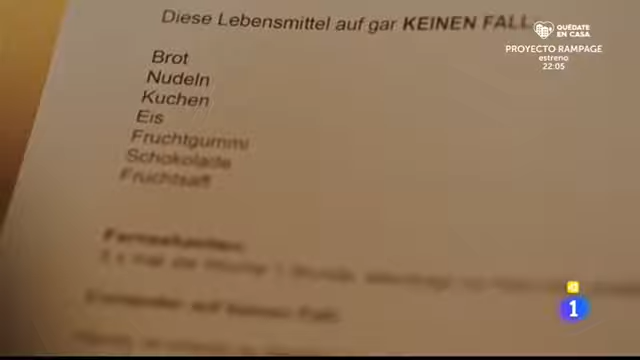 Diese Lebensmittel auf gar KEINEN FALL
Brot
Nudeln
Kuchen
Eis
Fruchtgummi
Schokolade
Fruchtsaft
Fernsehzeiten:
QUÉDATE
EN CASA
PROYECTO RAMPAGE
estreno
22:05
1